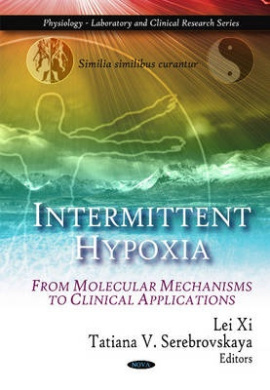 Physiology - Laboratory and Clinical Research Series
Similia similibus curantur
INTERMITTENT
HYPOXIA
FROM MOLECULAR MECHANISMS
TO CLINICAL APPLICATIONS
Lei Xi
Tatiana V. Serebrovskaya
Editors
NOVA